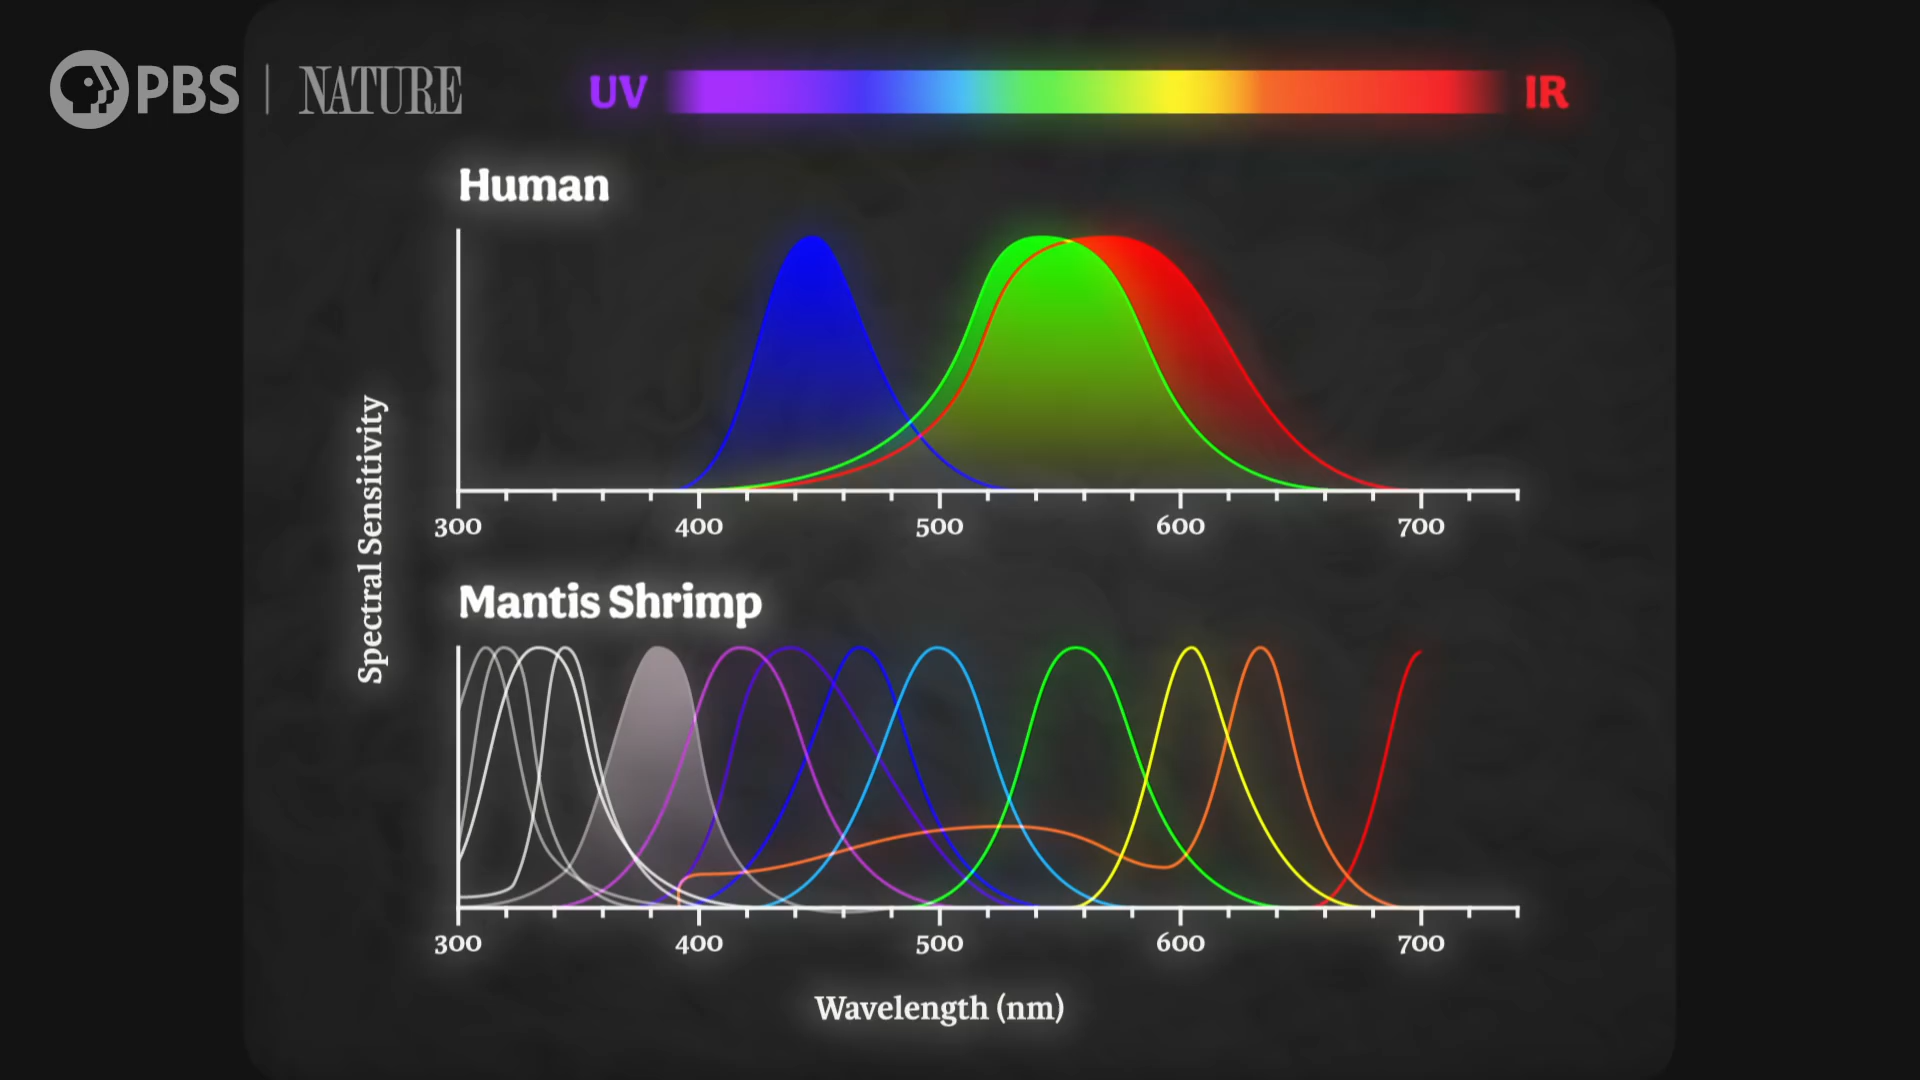 PBS | NATURE
UV IR
Human
300 400 500 600 700
Spectral Sensitivity
Mantis Shrimp
300 400 500 600 700
Wavelength (nm)